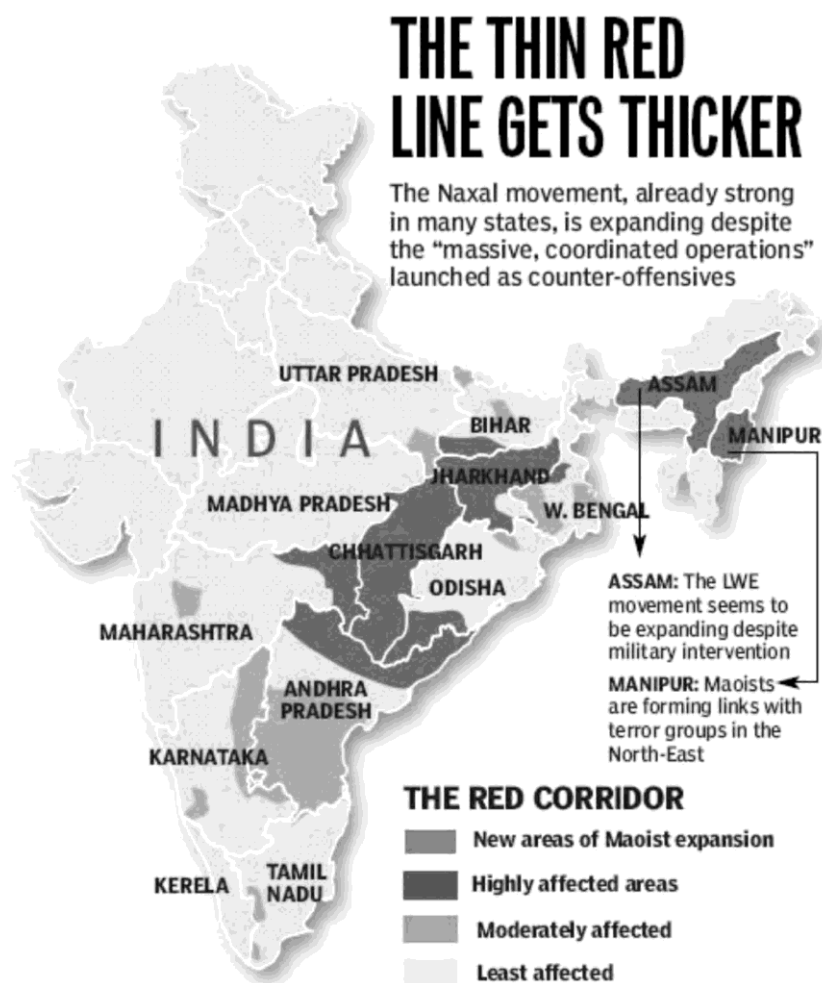 THE THIN RED
LINE GETS THICKER
The Naxal movement, already strong
in many states, is expanding despite
the “massive, coordinated operations”
launched as counter-offensives
UTTAR PRADESH
ASSAM
BIHAR
MANIPUR
INDIA
JHARKHAND
MADHYA PRADESH
W. BENGAL
CHHATTISGARH
ODISHA
MAHARASHTRA
ASSAM: The LWE
movement seems to
be expanding despite
military intervention
MANIPUR: Maoists
are forming links with
terror groups in the
North-East
ANDHRA
PRADESH
KARNATAKA
KERELA
TAMIL
NADU
THE RED CORRIDOR
New areas of Maoist expansion
Highly affected areas
Moderately affected
Least affected